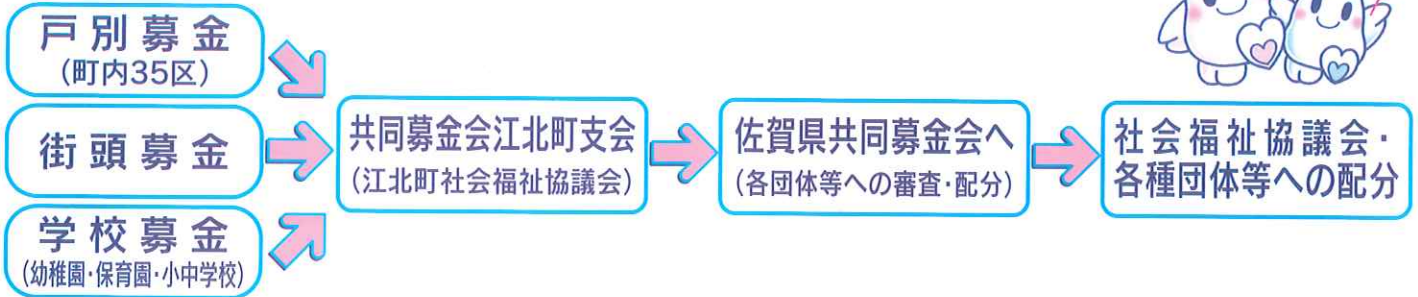 戸別募金
(町内35区)
街頭募金
学校募金
(幼稚園・保育園・小中学校)
共同募金会江北町支会
(江北町社会福祉協議会)
佐賀県共同募金会へ
(各団体等への審査・配分)
社会福祉協議会・
各種団体等への配分